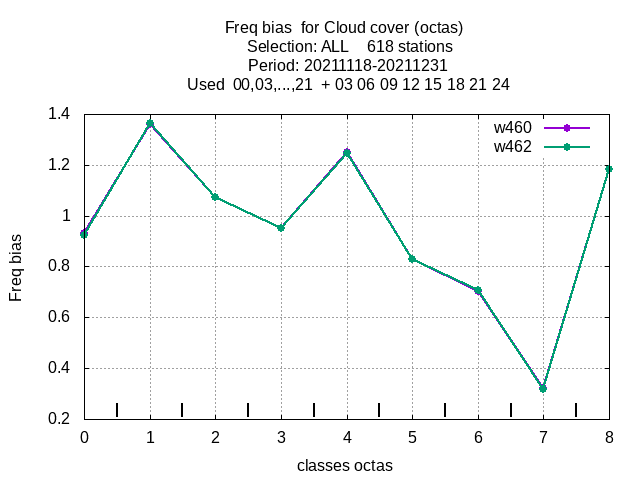 Freq bias  for Cloud cover (octas)
Selection: ALL    618 stations
Period: 20211118-20211231
Used  00,03,...,21  + 03 06 09 12 15 18 21 24
w460
w462
1.4
1.2
1
0.8
0.6
0.4
0.2
Freq bias
0 1 2 3 4 5 6 7 8
classes octas